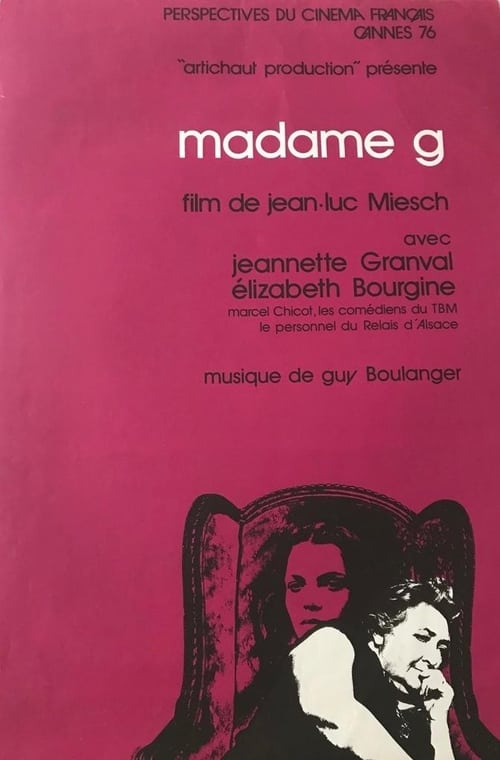 PERSPECTIVES DU CINEMA FRANÇAIS
CANNES 76
"artichaut production" présente
madame g
film de jean-luc Miesch
avec
jeannette Granval
élizabeth Bourgine
marcel Chicot, les comédiens du TBM
le personnel du Relais d'Alsace
musique de guy Boulanger